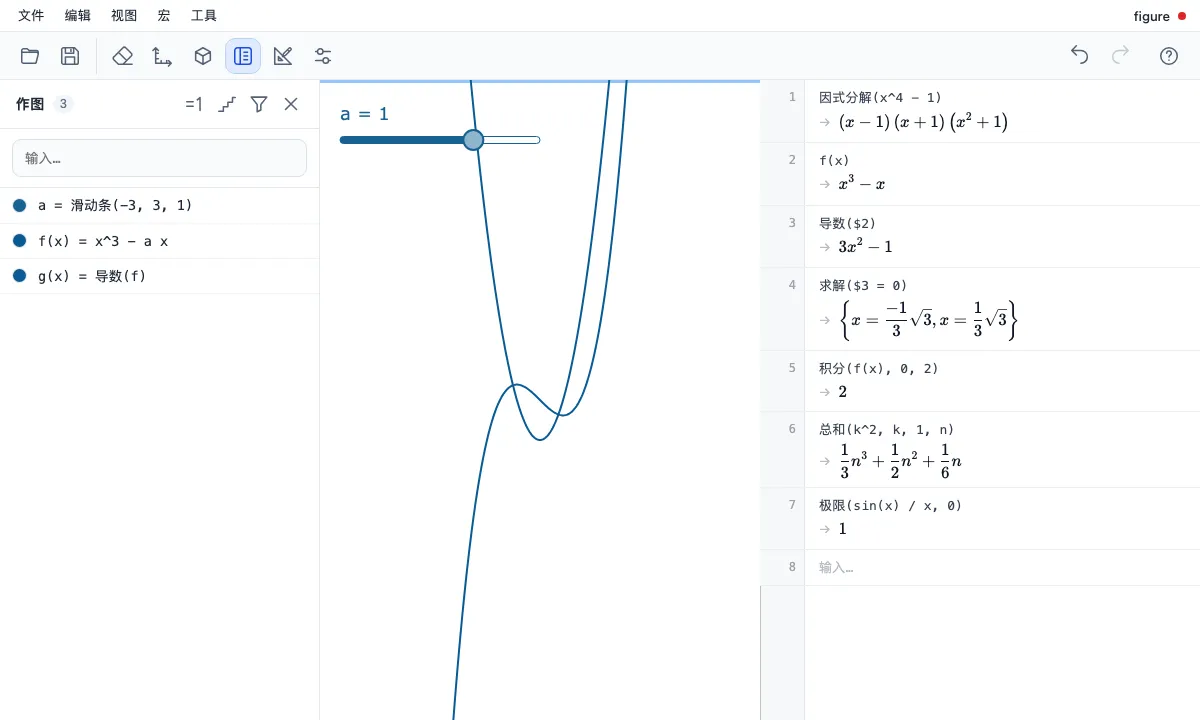 文件 编辑 视图 宏 工具 figure
作图 3 =1
输入…
a = 滑动条(−3, 3, 1)
f(x) = x^3 − a x
g(x) = 导数(f)
a = 1
1 因式分解(x^4 − 1)
→ (x − 1) (x + 1) (x² + 1)
2 f(x)
→ x³ − x
3 导数($2)
→ 3x² − 1
4 求解($3 = 0)
→ {x = −1/3 √3, x = 1/3 √3}
5 积分(f(x), 0, 2)
→ 2
6 总和(k^2, k, 1, n)
→ 1/3 n³ + 1/2 n² + 1/6 n
7 极限(sin(x) / x, 0)
→ 1
8 输入…